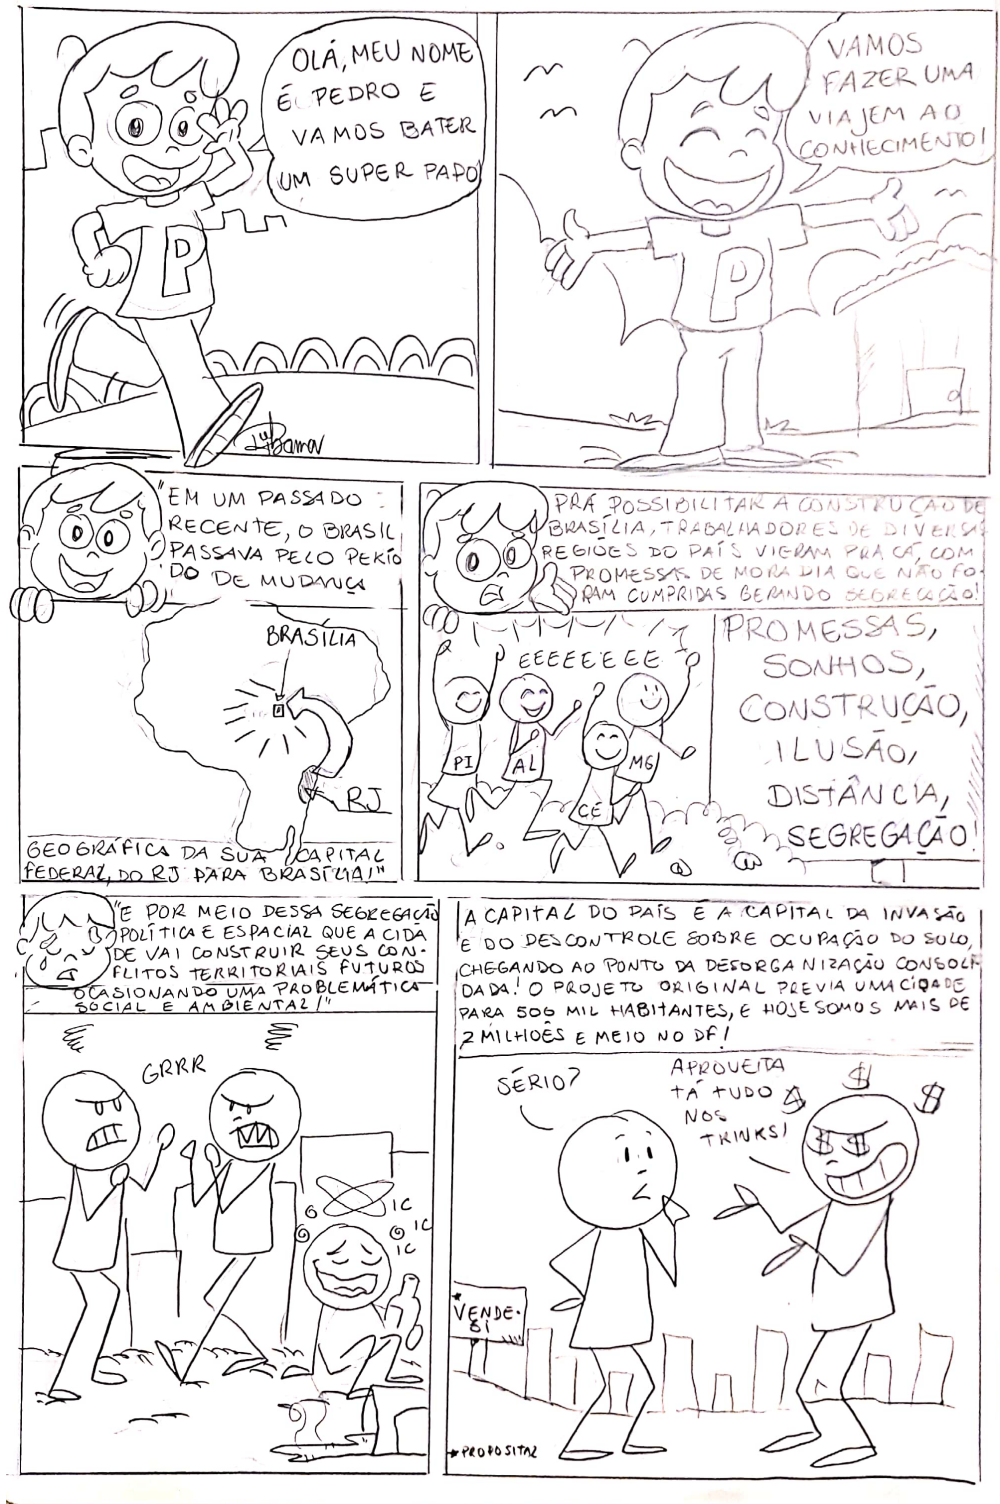 OLÁ, MEU NOME
É PEDRO E
VAMOS BATER
UM SUPER PAPO
P
VAMOS
FAZER UMA
VIAJEM AO
CONHECIMENTO!
P
"EM UM PASSADO
RECENTE, O BRASIL
PASSAVA PELO PERÍO
DO DE MUDANÇA
BRASÍLIA
RJ
GEOGRÁFICA DA SUA CAPITAL
FEDERAL, DO RJ PARA BRASÍLIA!"
PRA POSSIBILITAR A CONSTRUÇÃO DE
BRASÍLIA, TRABALHADORES DE DIVERSAS
REGIÕES DO PAÍS VIERAM PRA CÁ, COM
PROMESSAS DE MORADIA QUE NÃO FO-
RAM CUMPRIDAS GERANDO SEGREGAÇÃO!
EEEEEEEE
PI
AL
CE
MG
PROMESSAS,
SONHOS,
CONSTRUÇÃO,
ILUSÃO,
DISTÂNCIA,
SEGREGAÇÃO!
"E POR MEIO DESSA SEGREGAÇÃO
POLÍTICA E ESPACIAL QUE A CIDA
DE VAI CONSTRUIR SEUS CON-
FLITOS TERRITORIAIS FUTUROS
OCASIONANDO UMA PROBLEMÁTICA
SOCIAL E AMBIENTAL!"
GRRR
IC
IC
IC
A CAPITAL DO PAÍS É A CAPITAL DA INVASÃO
E DO DESCONTROLE SOBRE OCUPAÇÃO DO SOLO,
CHEGANDO AO PONTO DA DESORGANIZAÇÃO CONSOLI
DADA! O PROJETO ORIGINAL PREVIA UMA CIDADE
PARA 500 MIL HABITANTES, E HOJE SOMOS MAIS DE
2 MILHÕES E MEIO NO DF!
SÉRIO?
APROVEITA
TÁ TUDO
NOS
TRINKS!
$ $ $
$ $
*VENDE-
SI
*PROPOSITAL